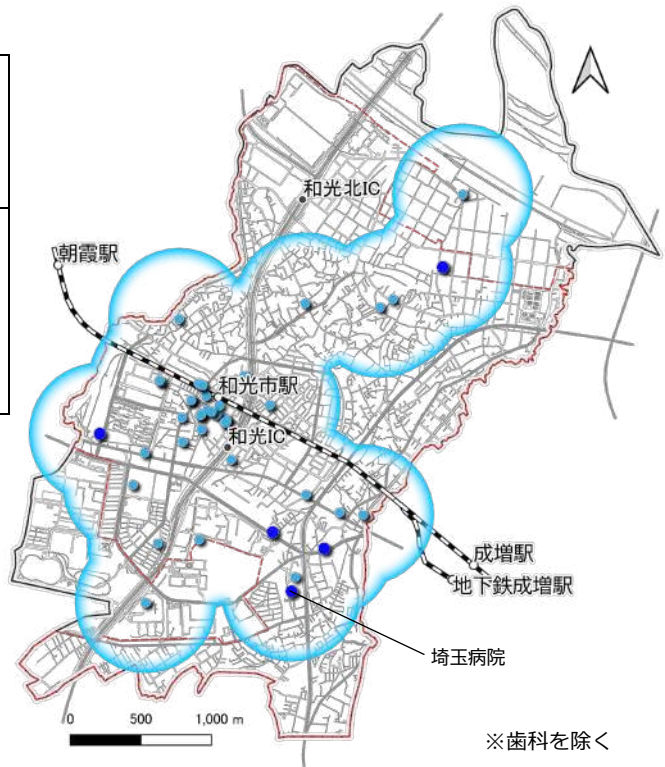 和光北IC
朝霞駅
和光市駅
和光IC
成増駅
地下鉄成増駅
埼玉病院
0 500 1,000 m
※歯科を除く